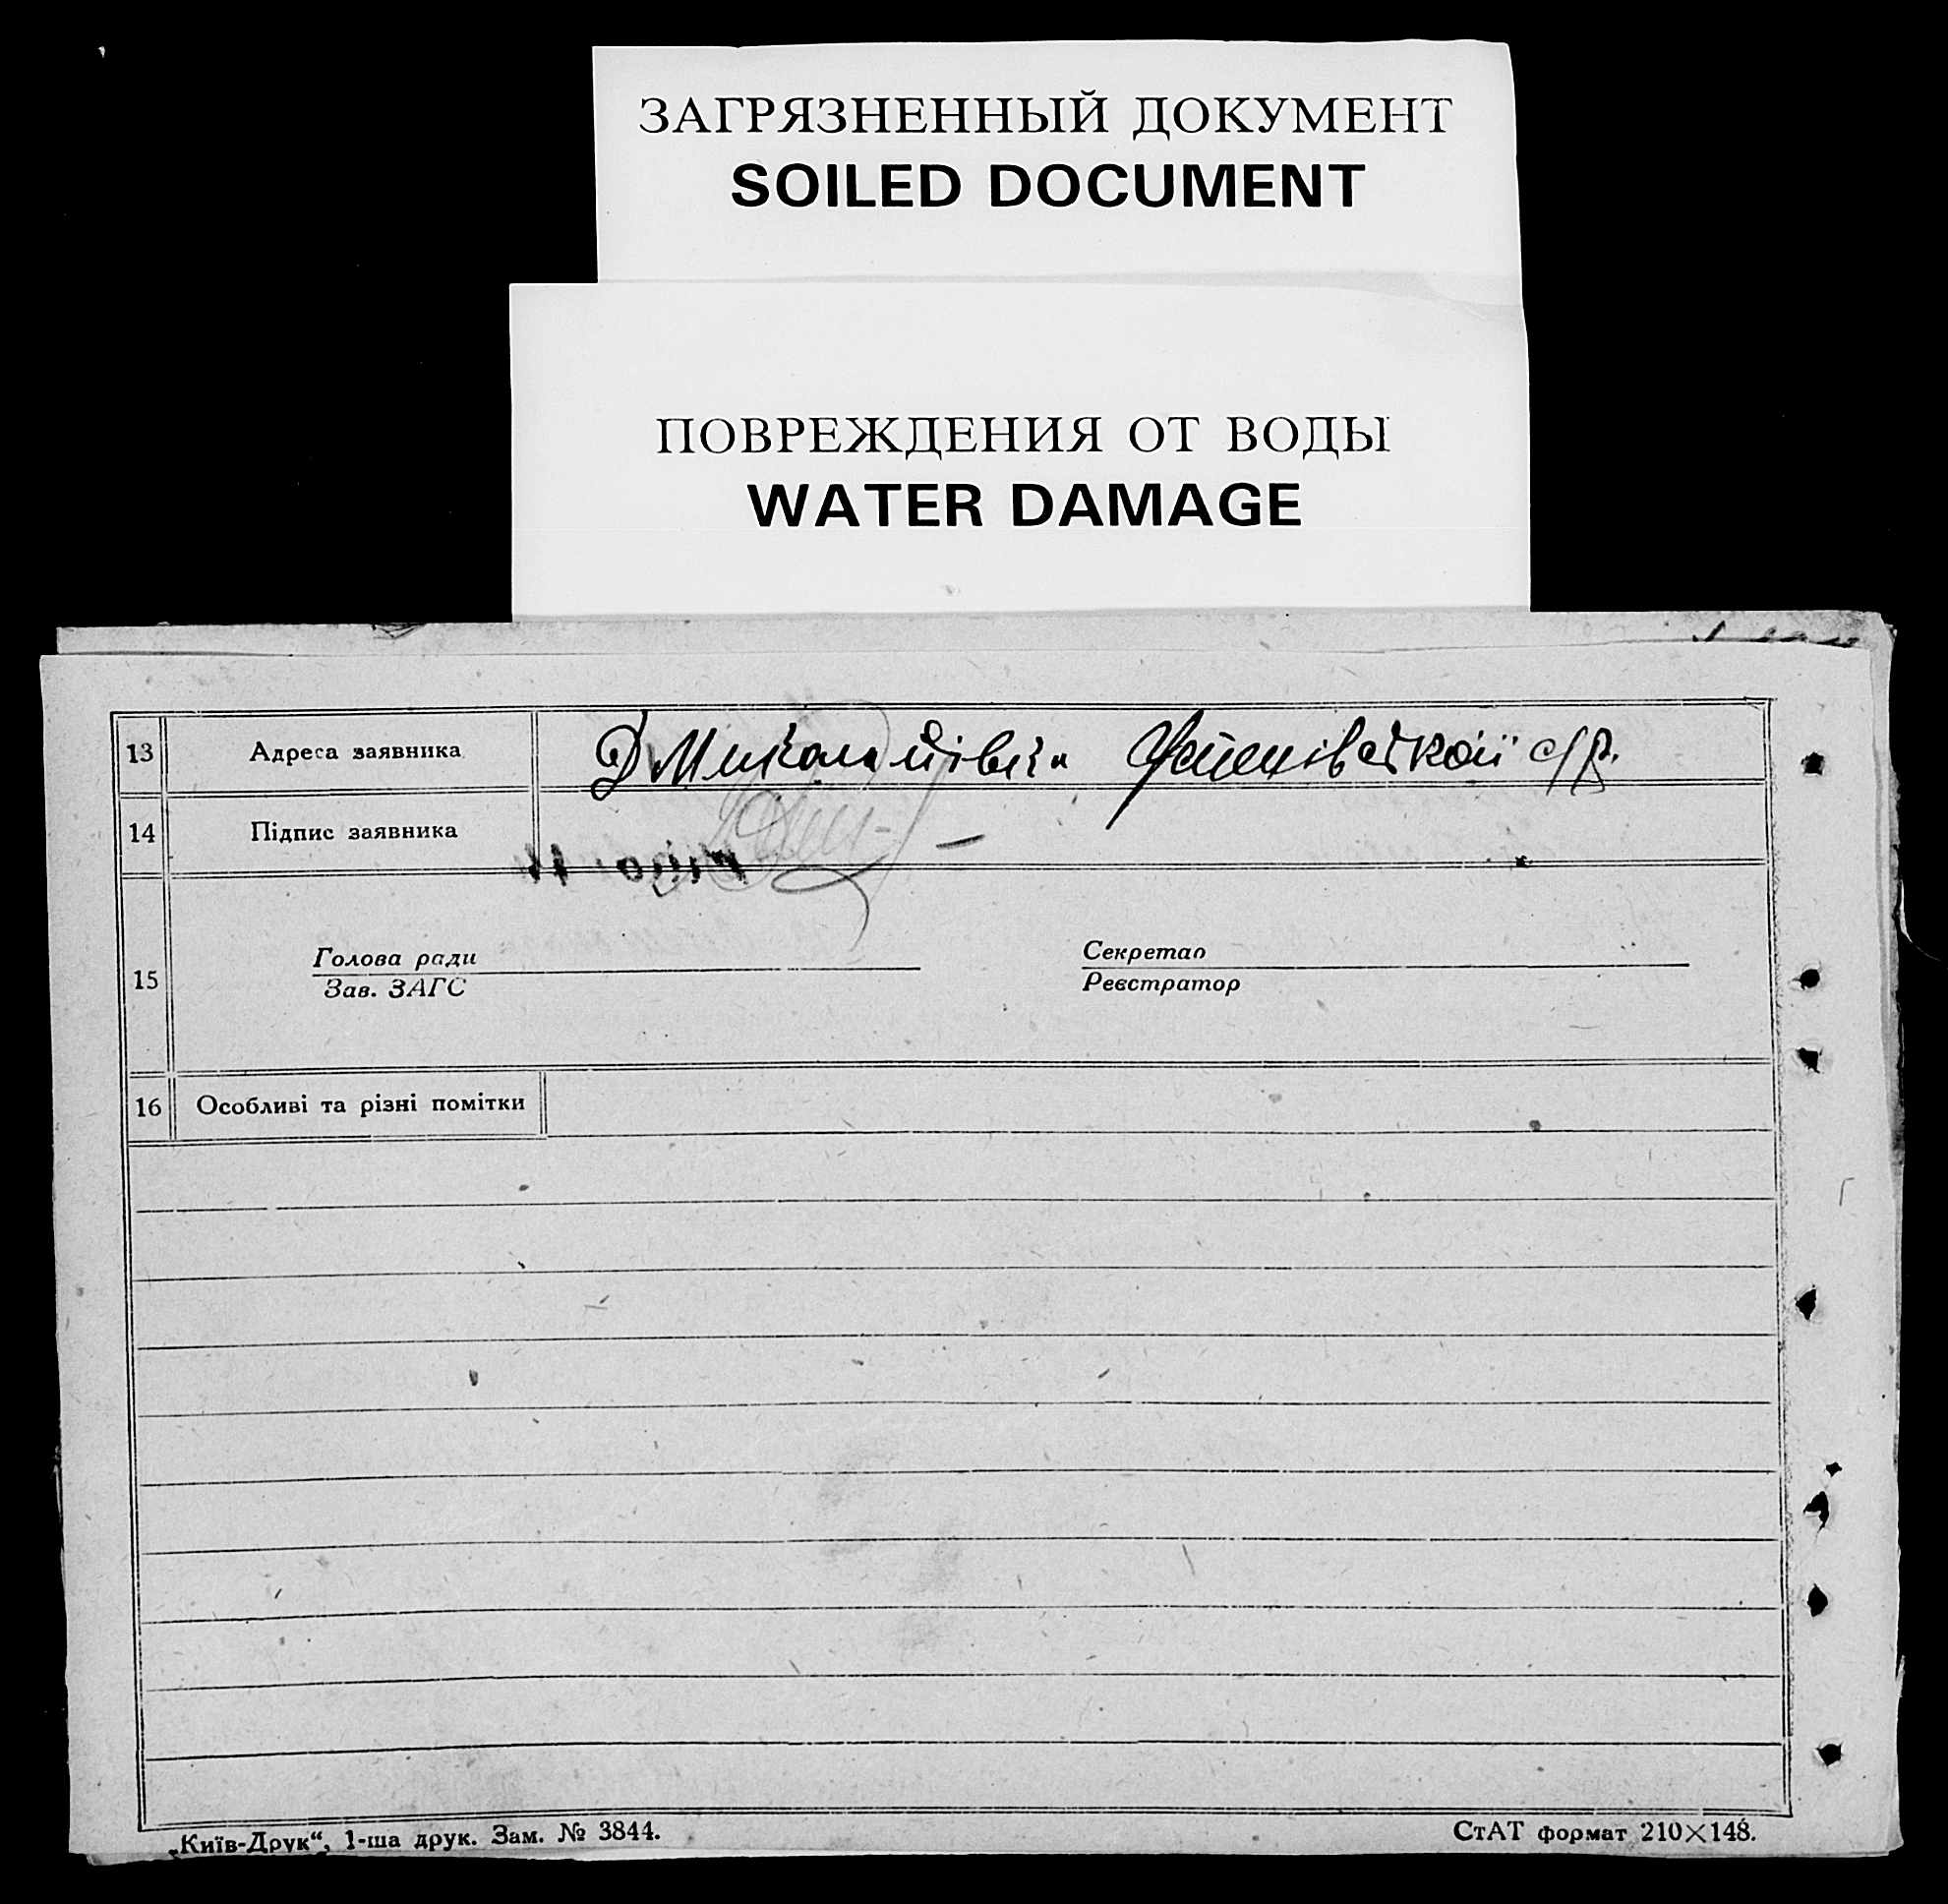 ЗАГРЯЗНЕННЫЙ ДОКУМЕНТ
SOILED DOCUMENT
ПОВРЕЖДЕНИЯ ОТ ВОДЫ
WATER DAMAGE
13 Адреса заявника Д Миколаївка с/р.
14 Підпис заявника —
15 Голова ради Секретар
Зав. ЗАГС Реєстратор
16 Особливі та різні помітки
„Київ-Друк“, 1-ша друк. Зам. № 3844. СтАТ формат 210×148.